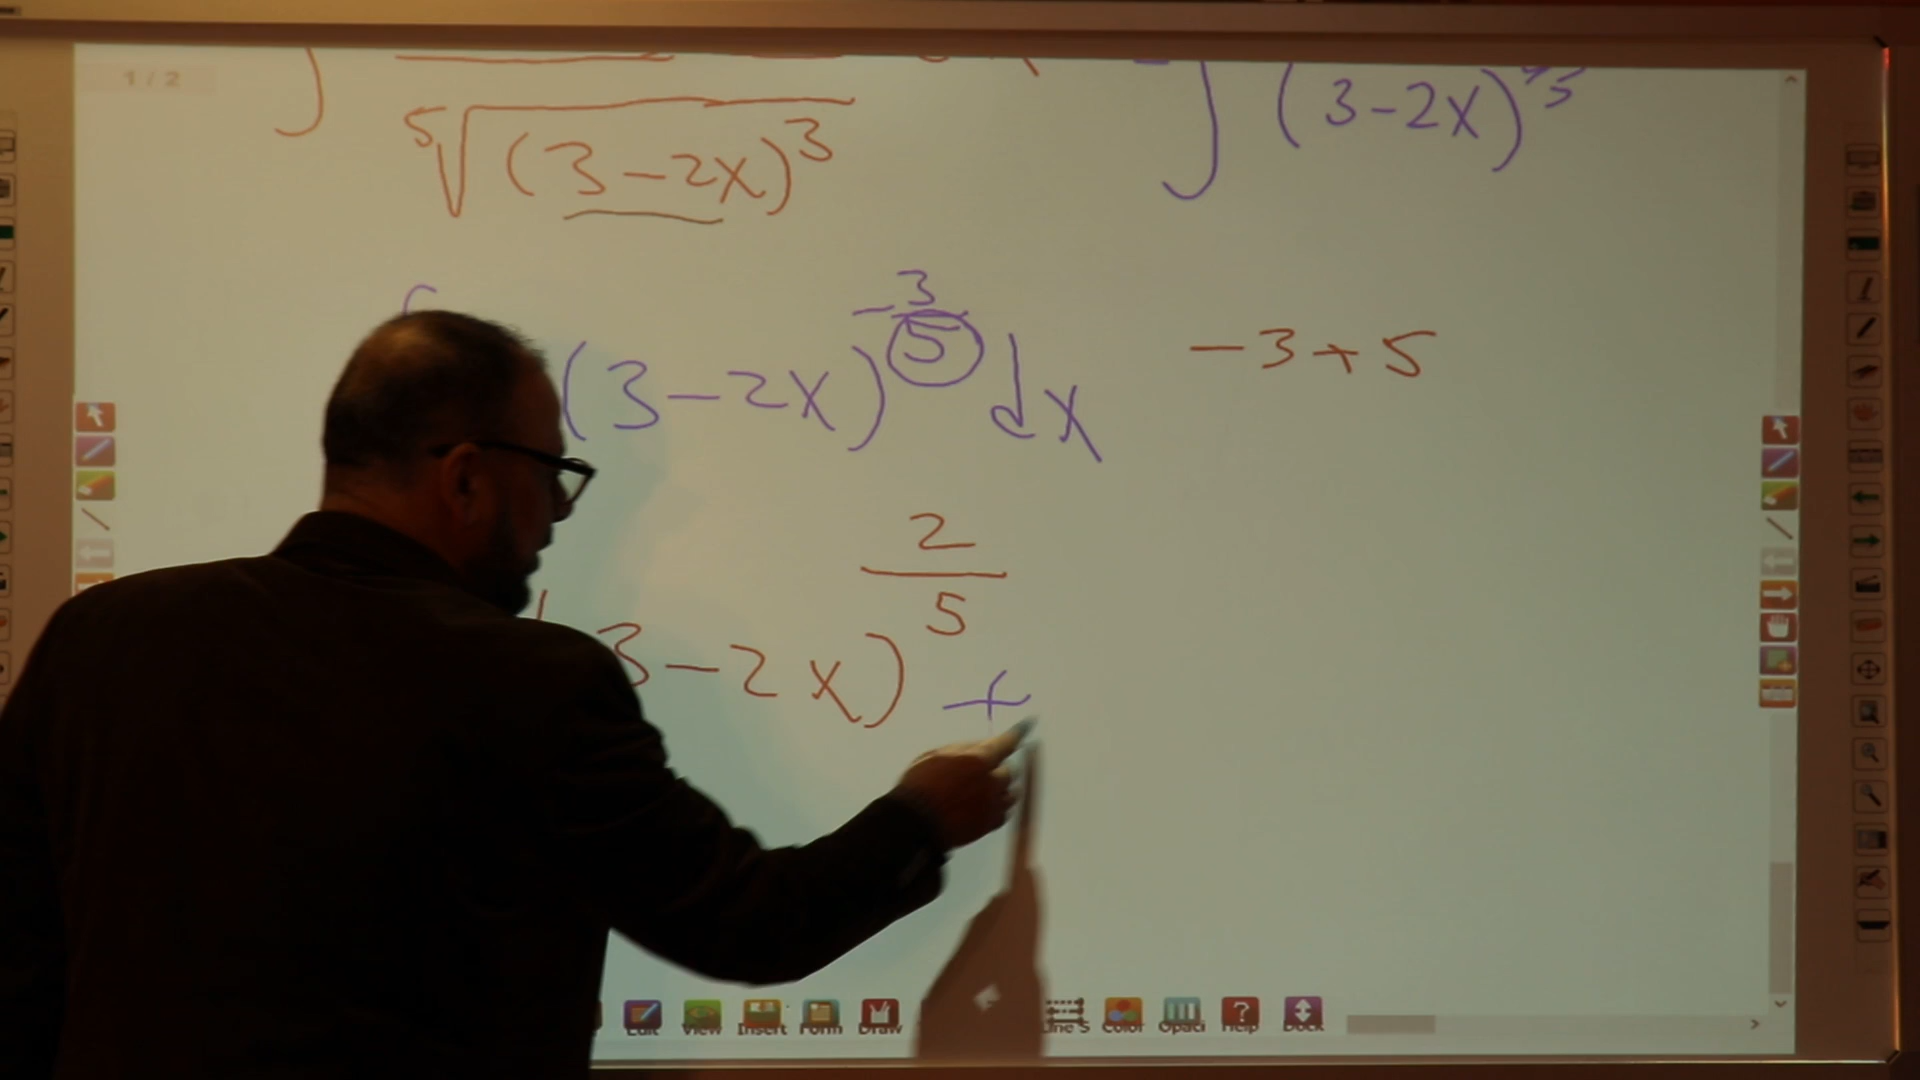 1 / 2
∫ 5√(3-2x)³
∫ (3-2x)
(3-2x)^(-3/5) dx
-3+5
3-2x)^(2/5) +
Edit View Insert Form Draw Line S Color Opaci Help Dock